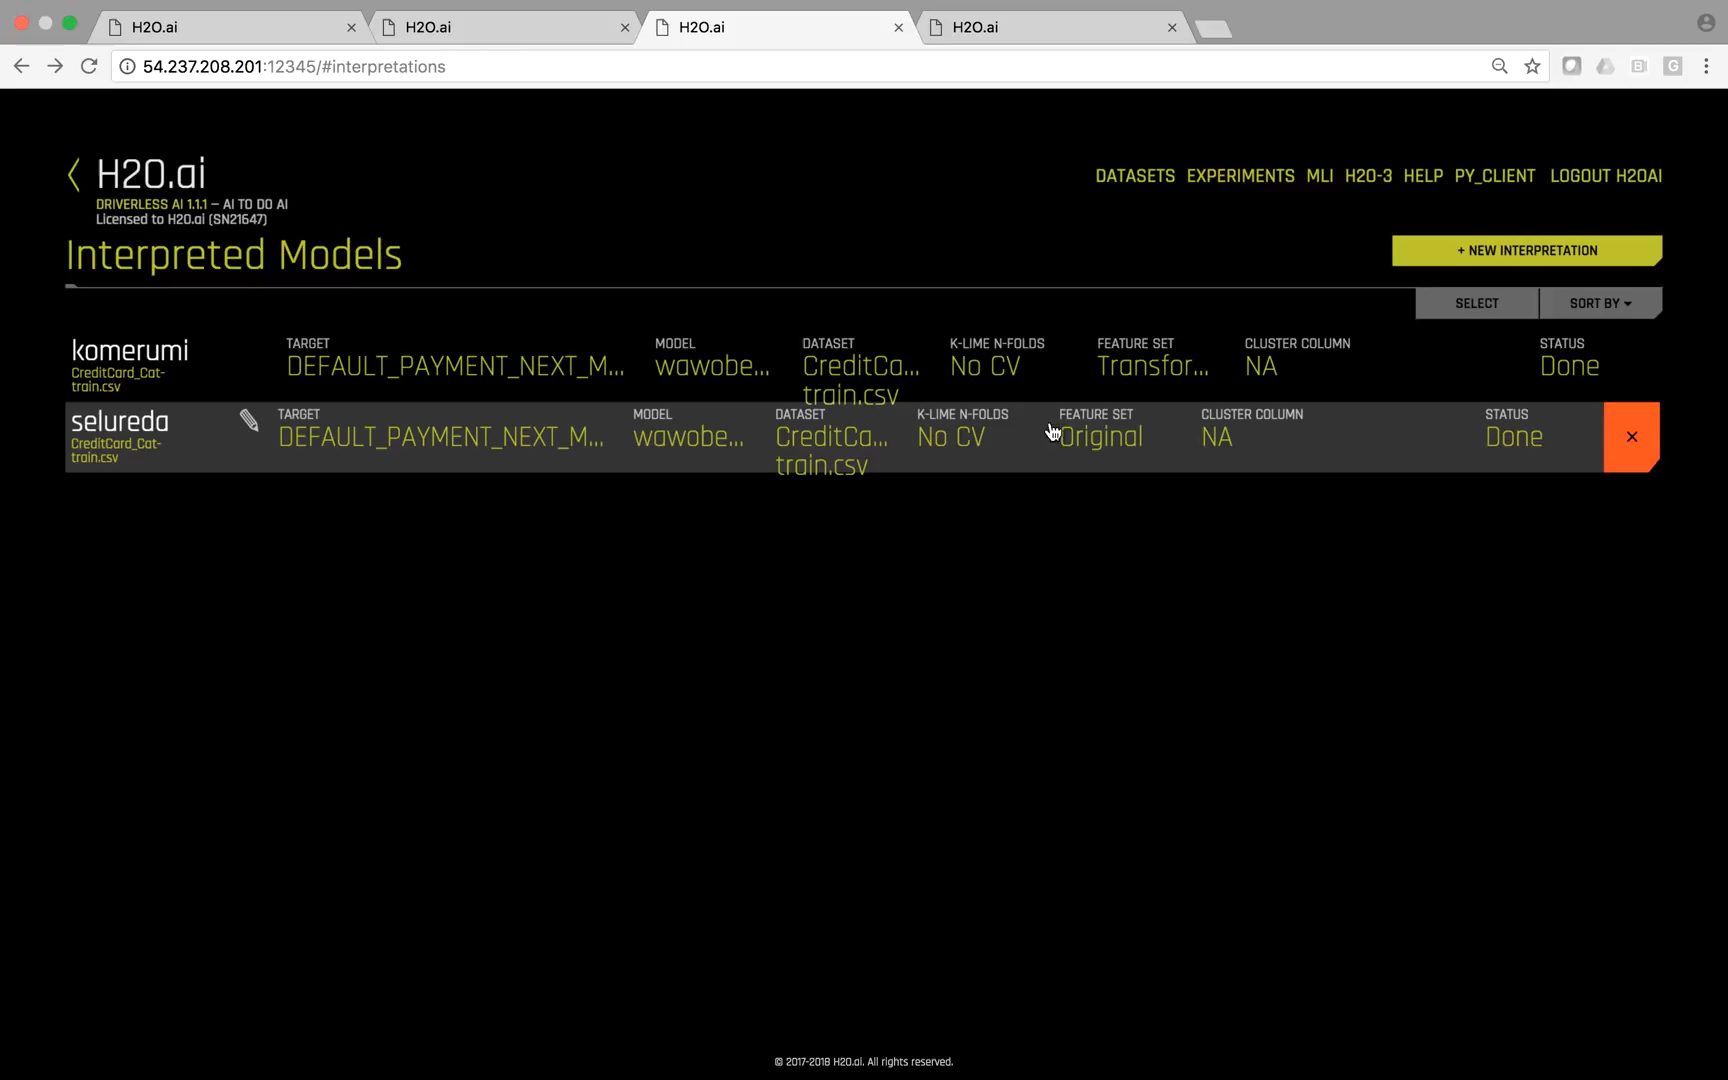 H2O.ai
H2O.ai
H2O.ai
H2O.ai
54.237.208.201:12345/#interpretations
H2O.ai
DRIVERLESS AI 1.1.1 – AI TO DO AI
Licensed to H2O.ai (SN21647)
DATASETS EXPERIMENTS MLI H2O-3 HELP PY_CLIENT LOGOUT H2OAI
Interpreted Models
+ NEW INTERPRETATION
SELECT
SORT BY
komerumi
CreditCard_Cat-
train.csv
TARGET
DEFAULT_PAYMENT_NEXT_M...
MODEL
wawobe...
DATASET
CreditCa...
train.csv
K-LIME N-FOLDS
No CV
FEATURE SET
Transfor...
CLUSTER COLUMN
NA
STATUS
Done
selureda
CreditCard_Cat-
train.csv
TARGET
DEFAULT_PAYMENT_NEXT_M...
MODEL
wawobe...
DATASET
CreditCa...
train.csv
K-LIME N-FOLDS
No CV
FEATURE SET
Original
CLUSTER COLUMN
NA
STATUS
Done
© 2017-2018 H2O.ai. All rights reserved.